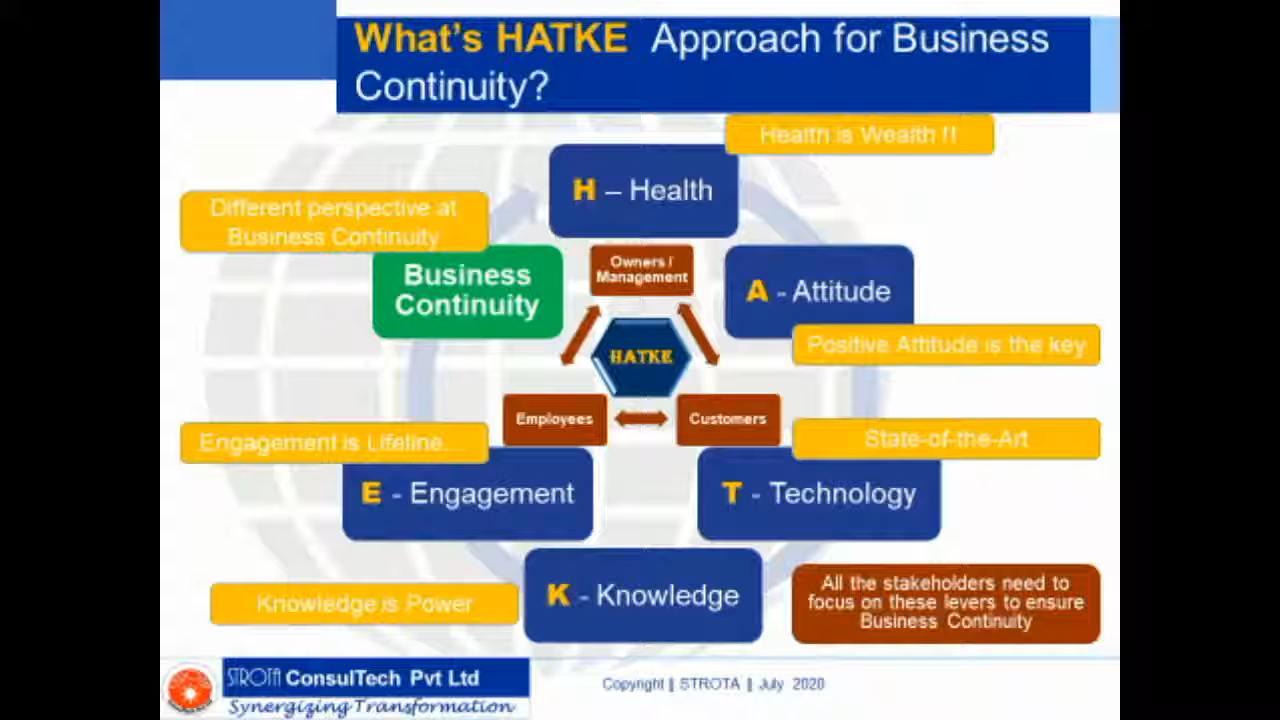 What's HATKE Approach for Business
Continuity?
Health is Wealth !!
H – Health
Different perspective at
Business Continuity
Business
Continuity
Owners /
Management
A - Attitude
Positive Attitude is the key
HATKE
Employees
Customers
Engagement is Lifeline...
State-of-the-Art
E - Engagement
T - Technology
Knowledge is Power
K - Knowledge
All the stakeholders need to
focus on these levers to ensure
Business Continuity
STROTA ConsulTech Pvt Ltd
Synergizing Transformation
Copyright || STROTA || July 2020